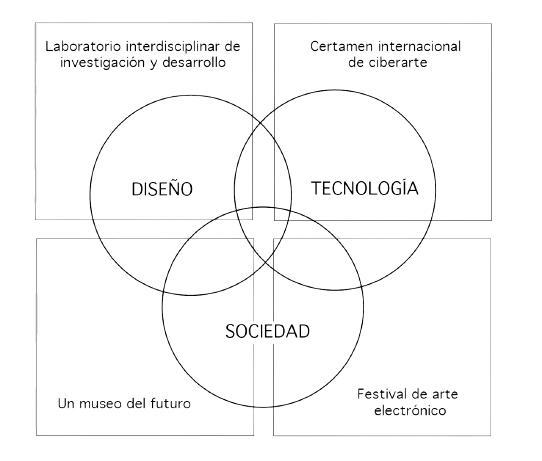 Laboratorio interdisciplinar de
investigación y desarrollo
Certamen internacional
de ciberarte
DISEÑO
TECNOLOGÍA
SOCIEDAD
Un museo del futuro
Festival de arte
electrónico